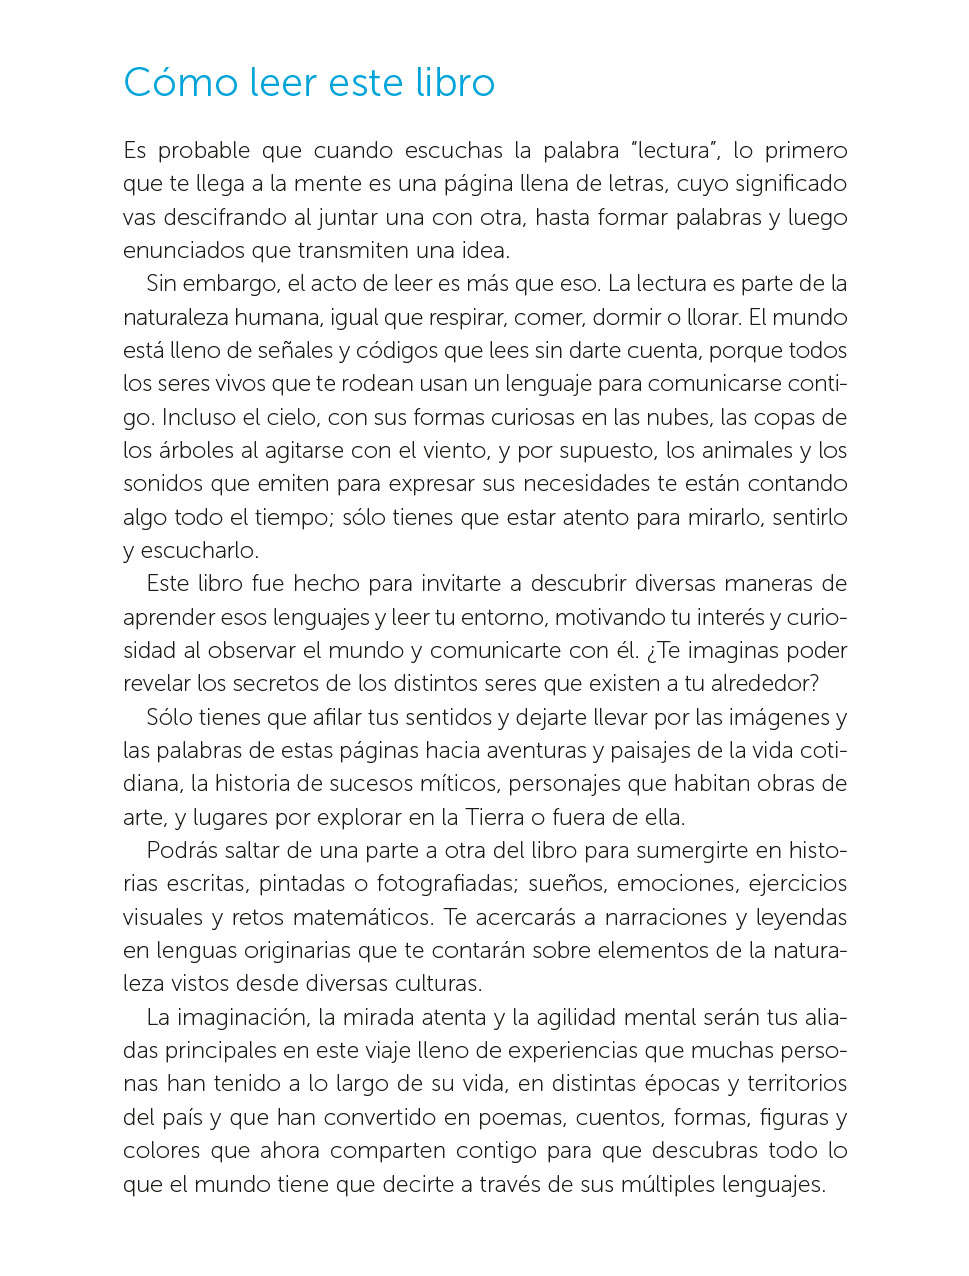 Cómo leer este libro
Es probable que cuando escuchas la palabra “lectura”, lo primero
que te llega a la mente es una página llena de letras, cuyo significado
vas descifrando al juntar una con otra, hasta formar palabras y luego
enunciados que transmiten una idea.
Sin embargo, el acto de leer es más que eso. La lectura es parte de la
naturaleza humana, igual que respirar, comer, dormir o llorar. El mundo
está lleno de señales y códigos que lees sin darte cuenta, porque todos
los seres vivos que te rodean usan un lenguaje para comunicarse conti-
go. Incluso el cielo, con sus formas curiosas en las nubes, las copas de
los árboles al agitarse con el viento, y por supuesto, los animales y los
sonidos que emiten para expresar sus necesidades te están contando
algo todo el tiempo; sólo tienes que estar atento para mirarlo, sentirlo
y escucharlo.
Este libro fue hecho para invitarte a descubrir diversas maneras de
aprender esos lenguajes y leer tu entorno, motivando tu interés y curio-
sidad al observar el mundo y comunicarte con él. ¿Te imaginas poder
revelar los secretos de los distintos seres que existen a tu alrededor?
Sólo tienes que afilar tus sentidos y dejarte llevar por las imágenes y
las palabras de estas páginas hacia aventuras y paisajes de la vida coti-
diana, la historia de sucesos míticos, personajes que habitan obras de
arte, y lugares por explorar en la Tierra o fuera de ella.
Podrás saltar de una parte a otra del libro para sumergirte en histo-
rias escritas, pintadas o fotografiadas; sueños, emociones, ejercicios
visuales y retos matemáticos. Te acercarás a narraciones y leyendas
en lenguas originarias que te contarán sobre elementos de la natura-
leza vistos desde diversas culturas.
La imaginación, la mirada atenta y la agilidad mental serán tus alia-
das principales en este viaje lleno de experiencias que muchas perso-
nas han tenido a lo largo de su vida, en distintas épocas y territorios
del país y que han convertido en poemas, cuentos, formas, figuras y
colores que ahora comparten contigo para que descubras todo lo
que el mundo tiene que decirte a través de sus múltiples lenguajes.